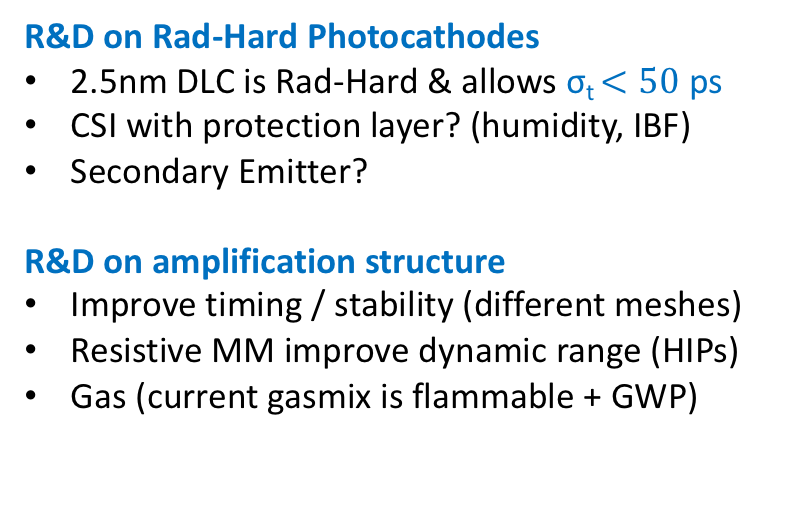 R&D on Rad-Hard Photocathodes
• 2.5nm DLC is Rad-Hard & allows σt < 50 ps
• CSI with protection layer? (humidity, IBF)
• Secondary Emitter?
R&D on amplification structure
• Improve timing / stability (different meshes)
• Resistive MM improve dynamic range (HIPs)
• Gas (current gasmix is flammable + GWP)